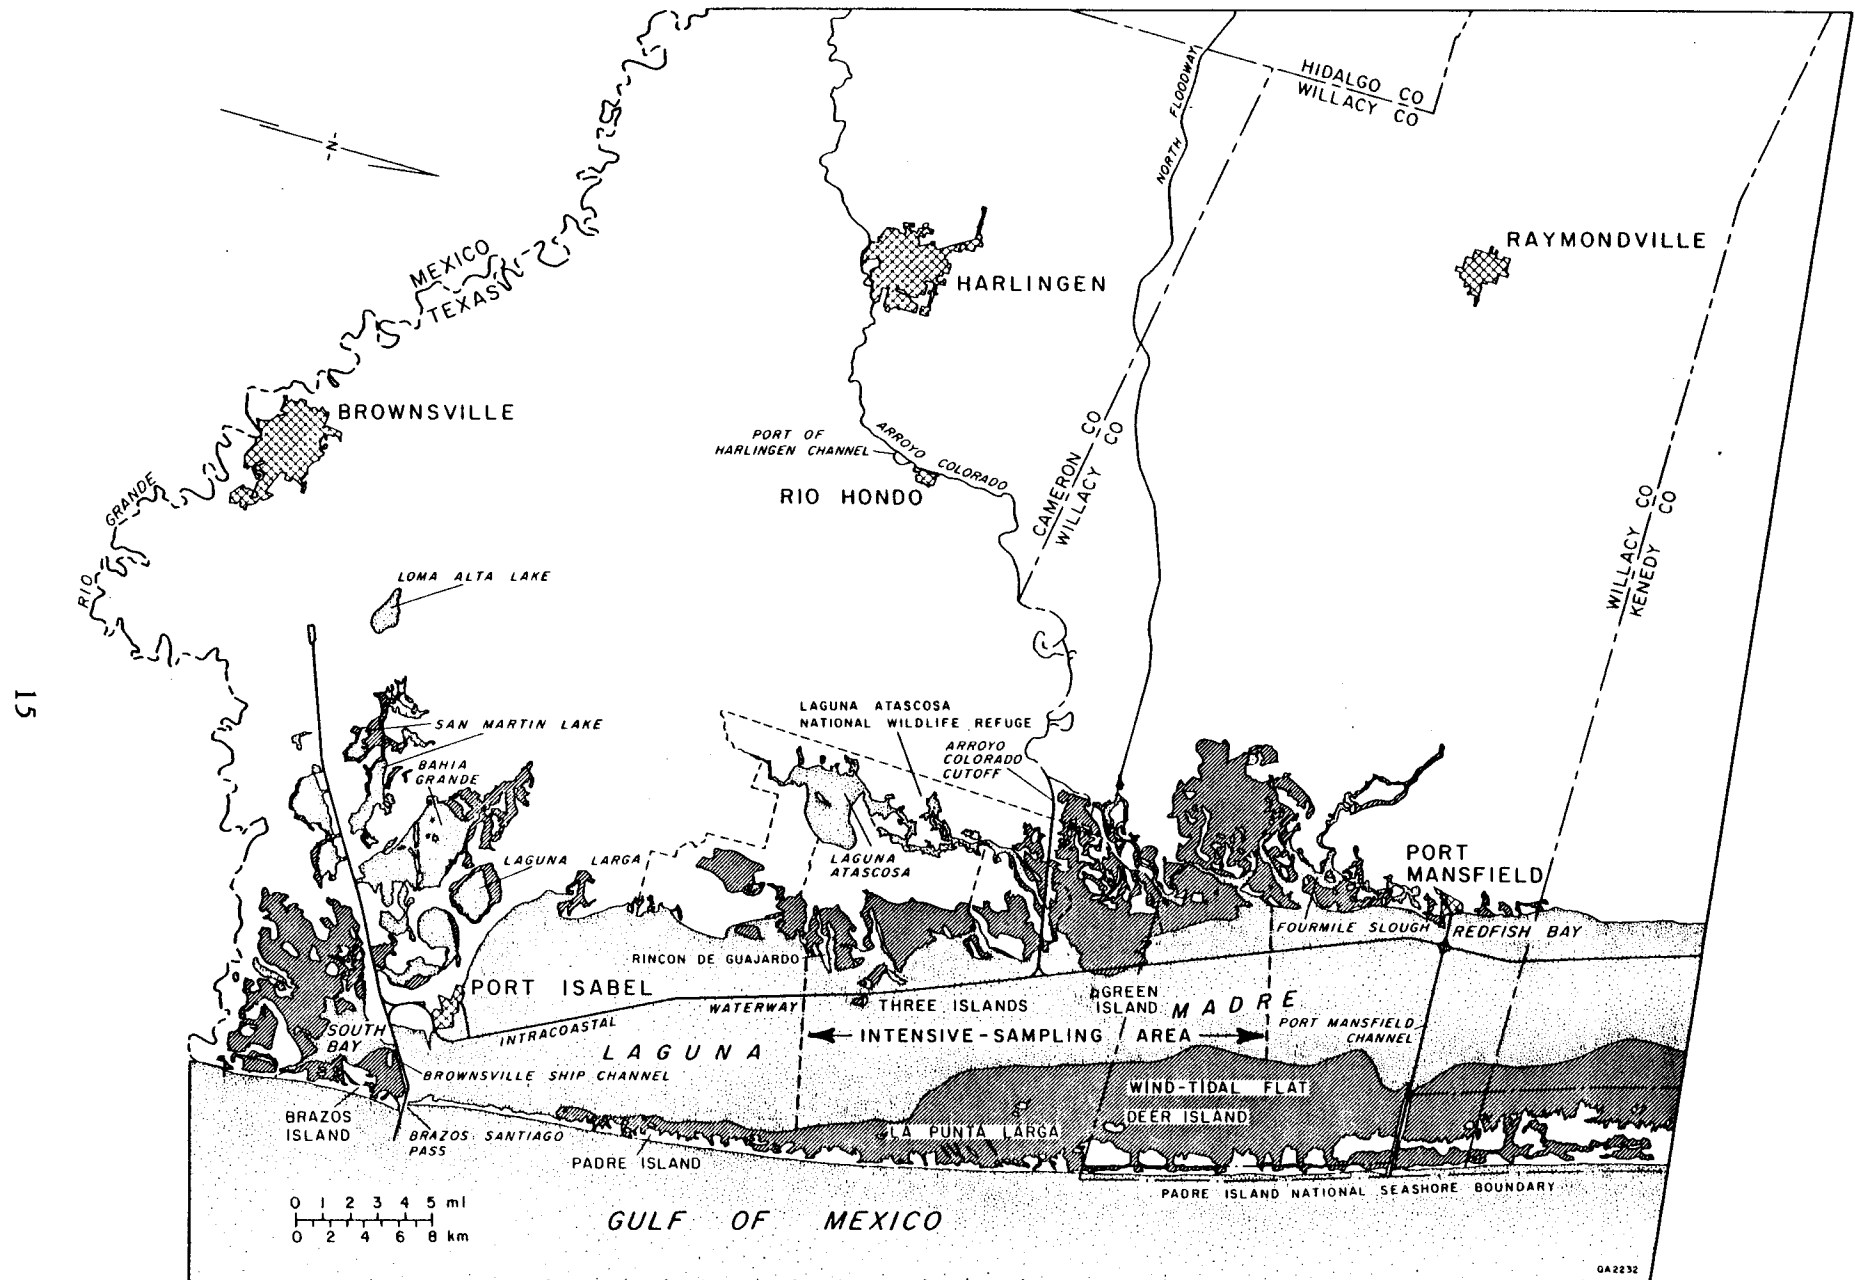 HIDALGO CO
WILLACY CO
NORTH FLOODWAY
N
RAYMONDVILLE
MEXICO
TEXAS
HARLINGEN
BROWNSVILLE
PORT OF
HARLINGEN CHANNEL
ARROYO COLORADO
RIO HONDO
CAMERON CO
WILLACY CO
WILLACY CO
KENEDY CO
RIO GRANDE
LOMA ALTA LAKE
15
SAN MARTIN LAKE
BAHIA
GRANDE
LAGUNA ATASCOSA
NATIONAL WILDLIFE REFUGE
ARROYO
COLORADO
CUTOFF
LAGUNA LARGA
LAGUNA
ATASCOSA
PORT
MANSFIELD
FOURMILE SLOUGH
REDFISH BAY
RINCON DE GUAJARDO
PORT ISABEL
INTRACOASTAL WATERWAY
THREE ISLANDS
GREEN
ISLAND
LAGUNA MADRE
INTENSIVE-SAMPLING AREA
PORT MANSFIELD
CHANNEL
SOUTH
BAY
BROWNSVILLE SHIP CHANNEL
WIND-TIDAL FLAT
DEER ISLAND
LA PUNTA LARGA
BRAZOS
ISLAND
BRAZOS SANTIAGO
PASS
PADRE ISLAND
PADRE ISLAND NATIONAL SEASHORE BOUNDARY
0 1 2 3 4 5 mi
0 2 4 6 8 km
GULF OF MEXICO
QA2232